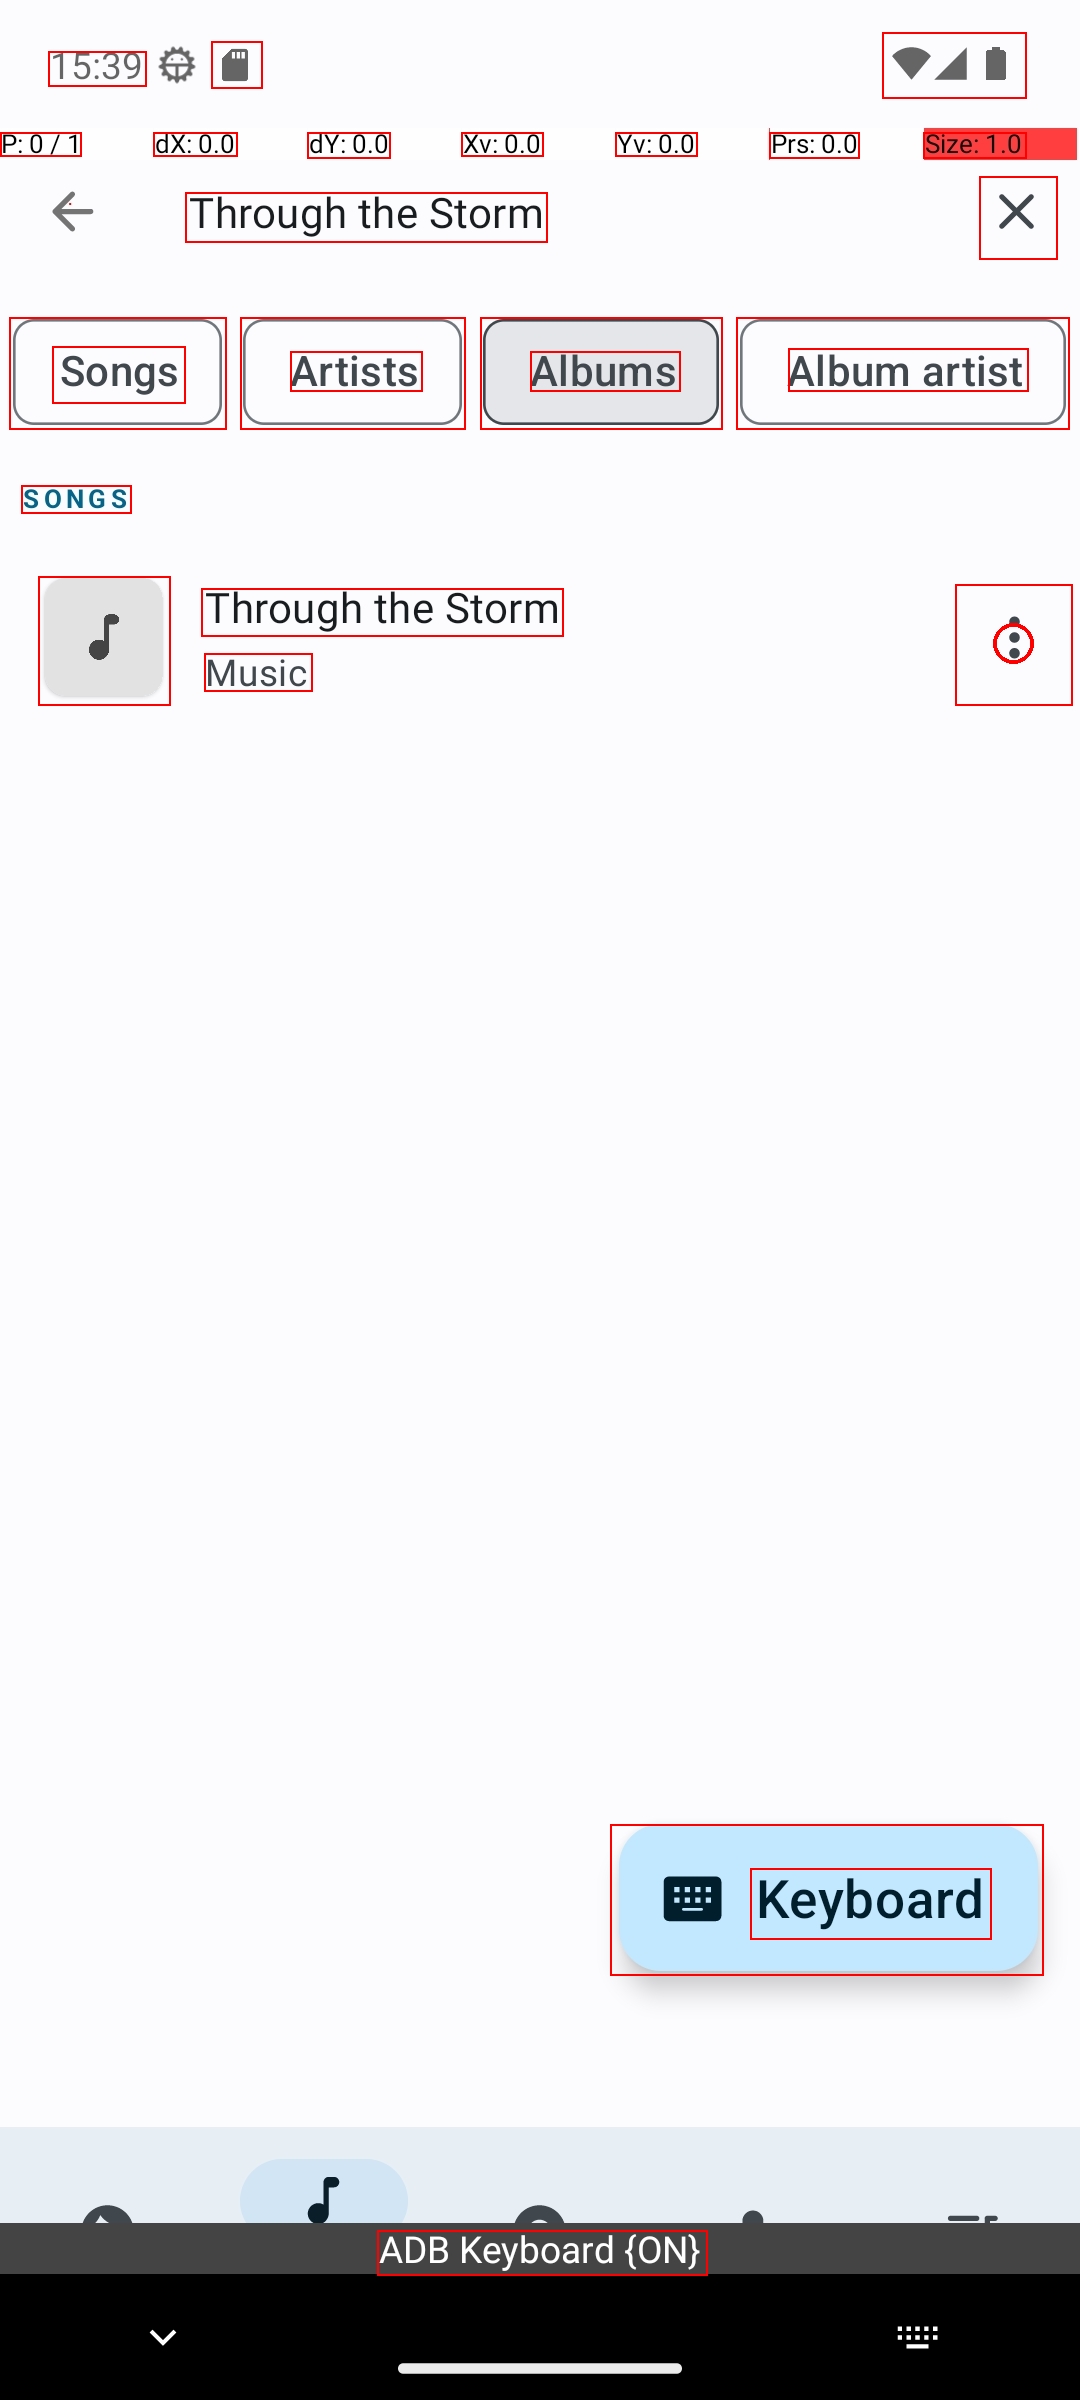 15:39
P: 0 / 1 dX: 0.0 dY: 0.0 Xv: 0.0 Yv: 0.0 Prs: 0.0 Size: 1.0
Through the Storm
Songs Artists Albums Album artist
SONGS
Through the Storm
Music
Keyboard
ADB Keyboard {ON}